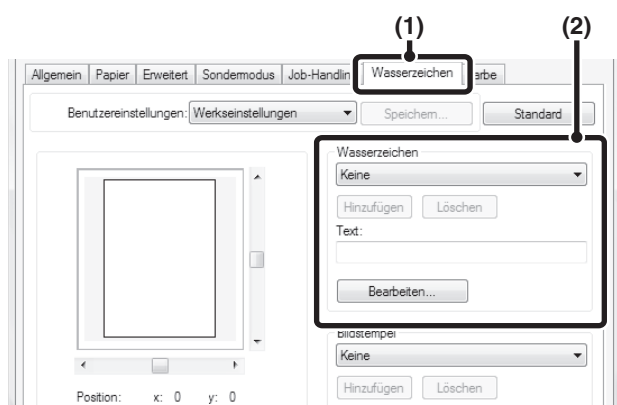 (1) (2)
Allgemein Papier Erweitert Sondermodus Job-Handlin Wasserzeichen arbe
Benutzereinstellungen: Werkseinstellungen Speichern... Standard
Wasserzeichen
Keine
Hinzufügen Löschen
Text:
Bearbeiten...
Bildstempel
Keine
Hinzufügen Löschen
Position: x: 0 y: 0